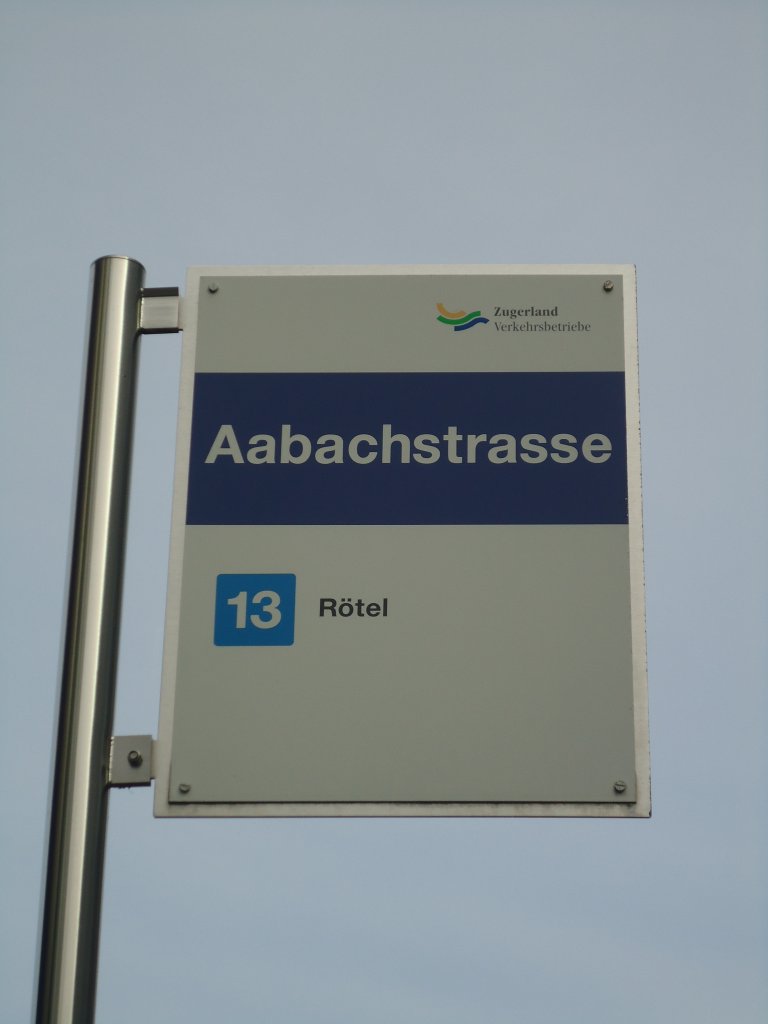 Zugerland
Verkehrsbetriebe
Aabachstrasse
13 Rötel